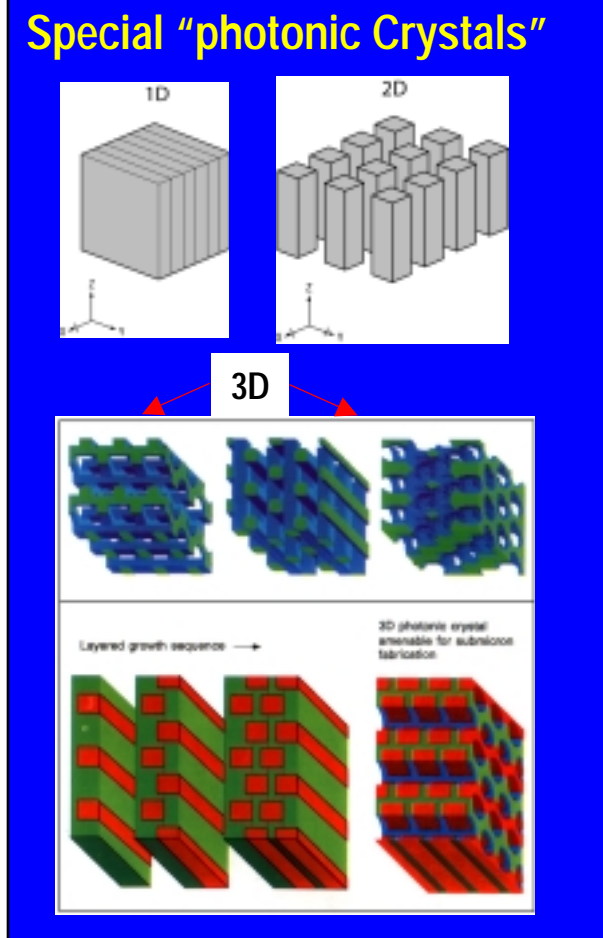 Special “photonic Crystals”
1D
2D
Z
Y
Z
Y
3D
Layered growth sequence →
3D photonic crystal
amenable for submicron
fabrication